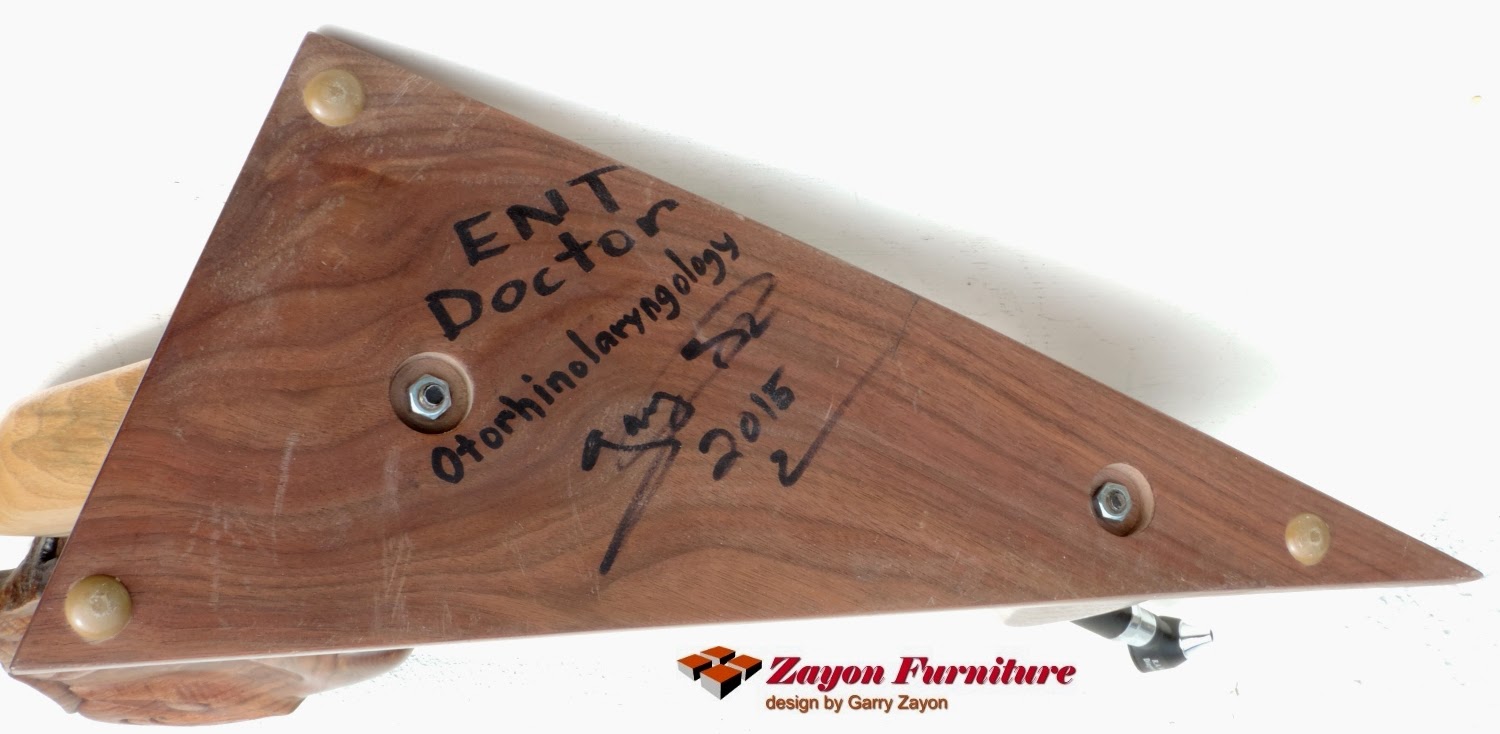 ENT
Doctor
Otorhinolaryngology
2015
Zayon Furniture
design by Garry Zayon